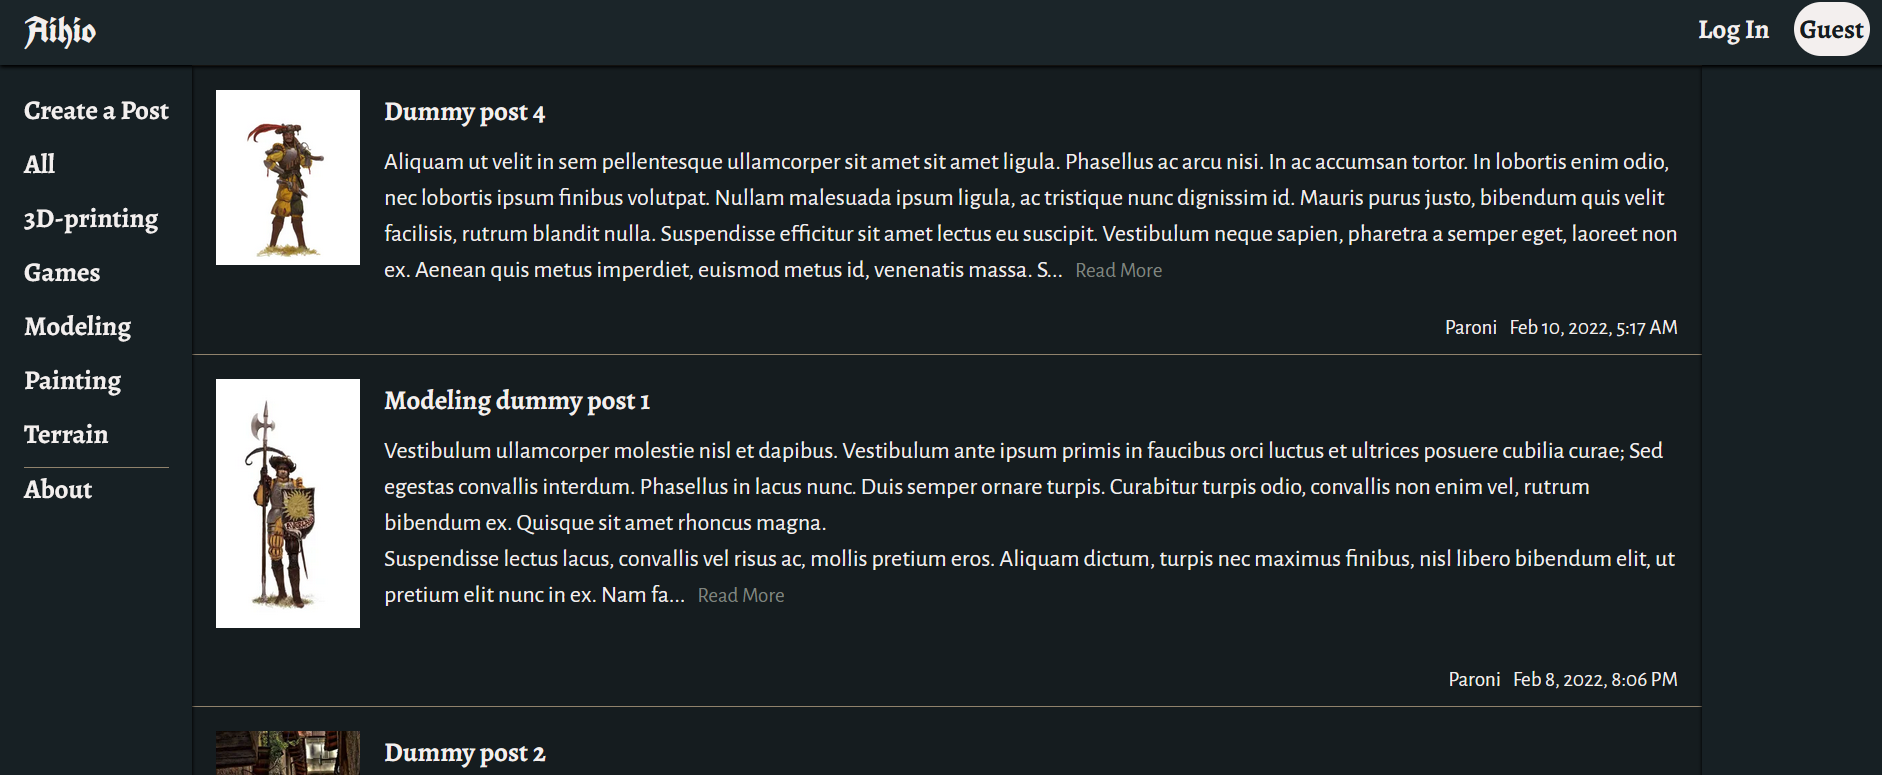 Aihio
Log In
Guest
Create a Post
All
3D-printing
Games
Modeling
Painting
Terrain
About
Dummy post 4
Aliquam ut velit in sem pellentesque ullamcorper sit amet sit amet ligula. Phasellus ac arcu nisi. In ac accumsan tortor. In lobortis enim odio,
nec lobortis ipsum finibus volutpat. Nullam malesuada ipsum ligula, ac tristique nunc dignissim id. Mauris purus justo, bibendum quis velit
facilisis, rutrum blandit nulla. Suspendisse efficitur sit amet lectus eu suscipit. Vestibulum neque sapien, pharetra a semper eget, laoreet non
ex. Aenean quis metus imperdiet, euismod metus id, venenatis massa. S... Read More
Paroni Feb 10, 2022, 5:17 AM
Modeling dummy post 1
Vestibulum ullamcorper molestie nisl et dapibus. Vestibulum ante ipsum primis in faucibus orci luctus et ultrices posuere cubilia curae; Sed
egestas convallis interdum. Phasellus in lacus nunc. Duis semper ornare turpis. Curabitur turpis odio, convallis non enim vel, rutrum
bibendum ex. Quisque sit amet rhoncus magna.
Suspendisse lectus lacus, convallis vel risus ac, mollis pretium eros. Aliquam dictum, turpis nec maximus finibus, nisl libero bibendum elit, ut
pretium elit nunc in ex. Nam fa... Read More
Paroni Feb 8, 2022, 8:06 PM
Dummy post 2